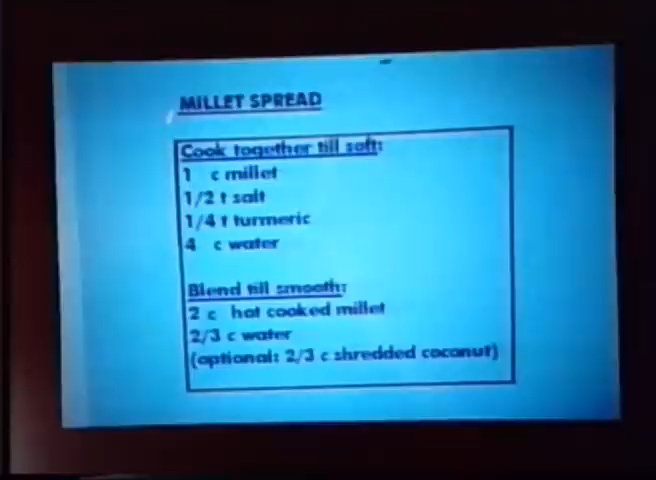 MILLET SPREAD
Cook together till soft:
1 c millet
1/2 t salt
1/4 t turmeric
4 c water
Blend till smooth:
2 c hot cooked millet
2/3 c water
(optional: 2/3 c shredded coconut)